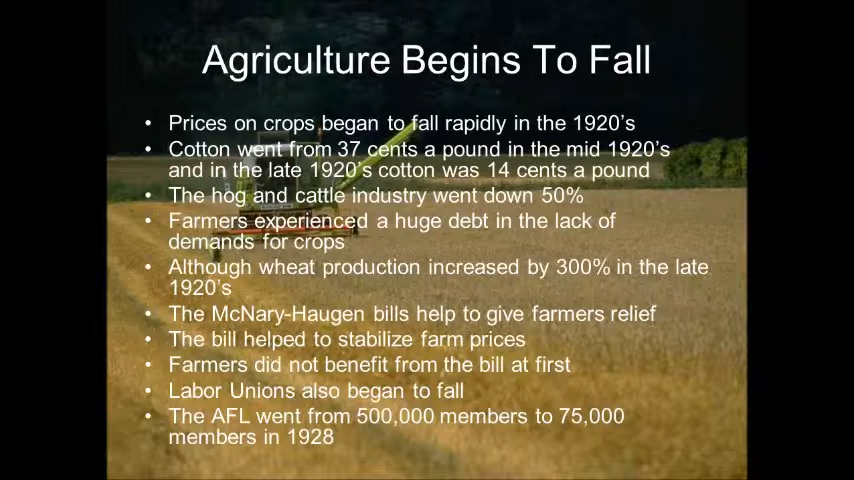 Agriculture Begins To Fall
• Prices on crops began to fall rapidly in the 1920's
• Cotton went from 37 cents a pound in the mid 1920's
and in the late 1920's cotton was 14 cents a pound
• The hog and cattle industry went down 50%
• Farmers experienced a huge debt in the lack of
demands for crops
• Although wheat production increased by 300% in the late
1920's
• The McNary-Haugen bills help to give farmers relief
• The bill helped to stabilize farm prices
• Farmers did not benefit from the bill at first
• Labor Unions also began to fall
• The AFL went from 500,000 members to 75,000
members in 1928